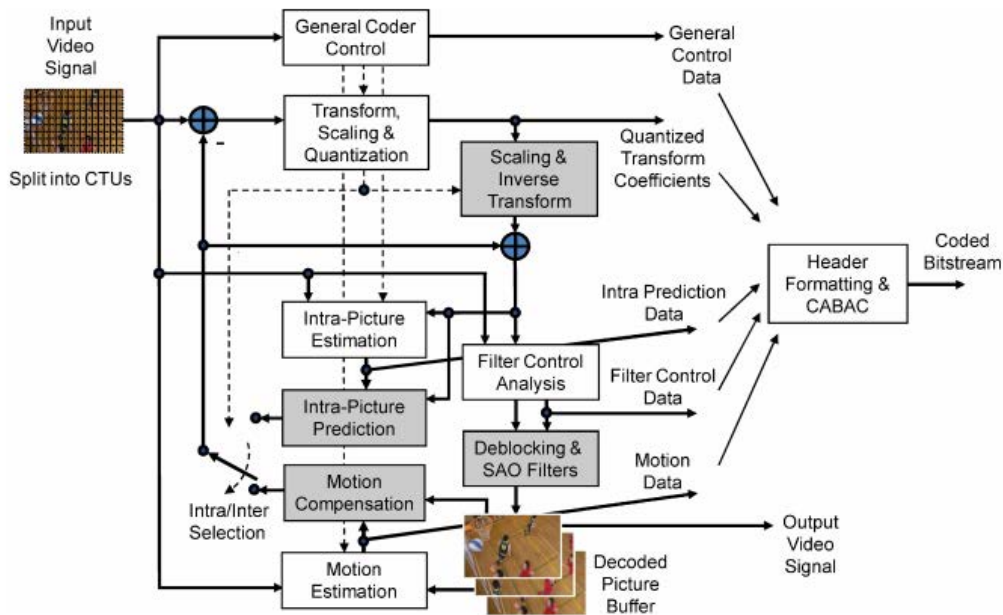 Input
Video
Signal
Split into CTUs
General Coder
Control
Transform,
Scaling &
Quantization
-
Scaling &
Inverse
Transform
General
Control
Data
Quantized
Transform
Coefficients
Intra-Picture
Estimation
Intra-Picture
Prediction
Filter Control
Analysis
Deblocking &
SAO Filters
Intra Prediction
Data
Filter Control
Data
Motion
Data
Header
Formatting &
CABAC
Coded
Bitstream
Intra/Inter
Selection
Motion
Compensation
Motion
Estimation
Decoded
Picture
Buffer
Output
Video
Signal